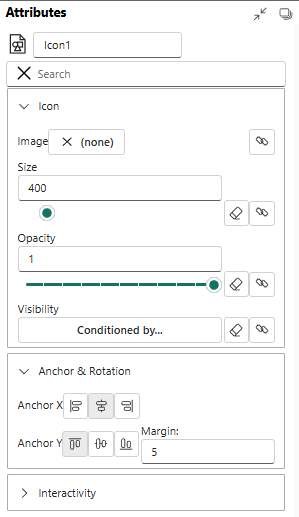 Attributes
Icon1
Search
Icon
Image (none)
Size
400
Opacity
1
Visibility
Conditioned by...
Anchor & Rotation
Anchor X
Anchor Y Margin:
5
Interactivity